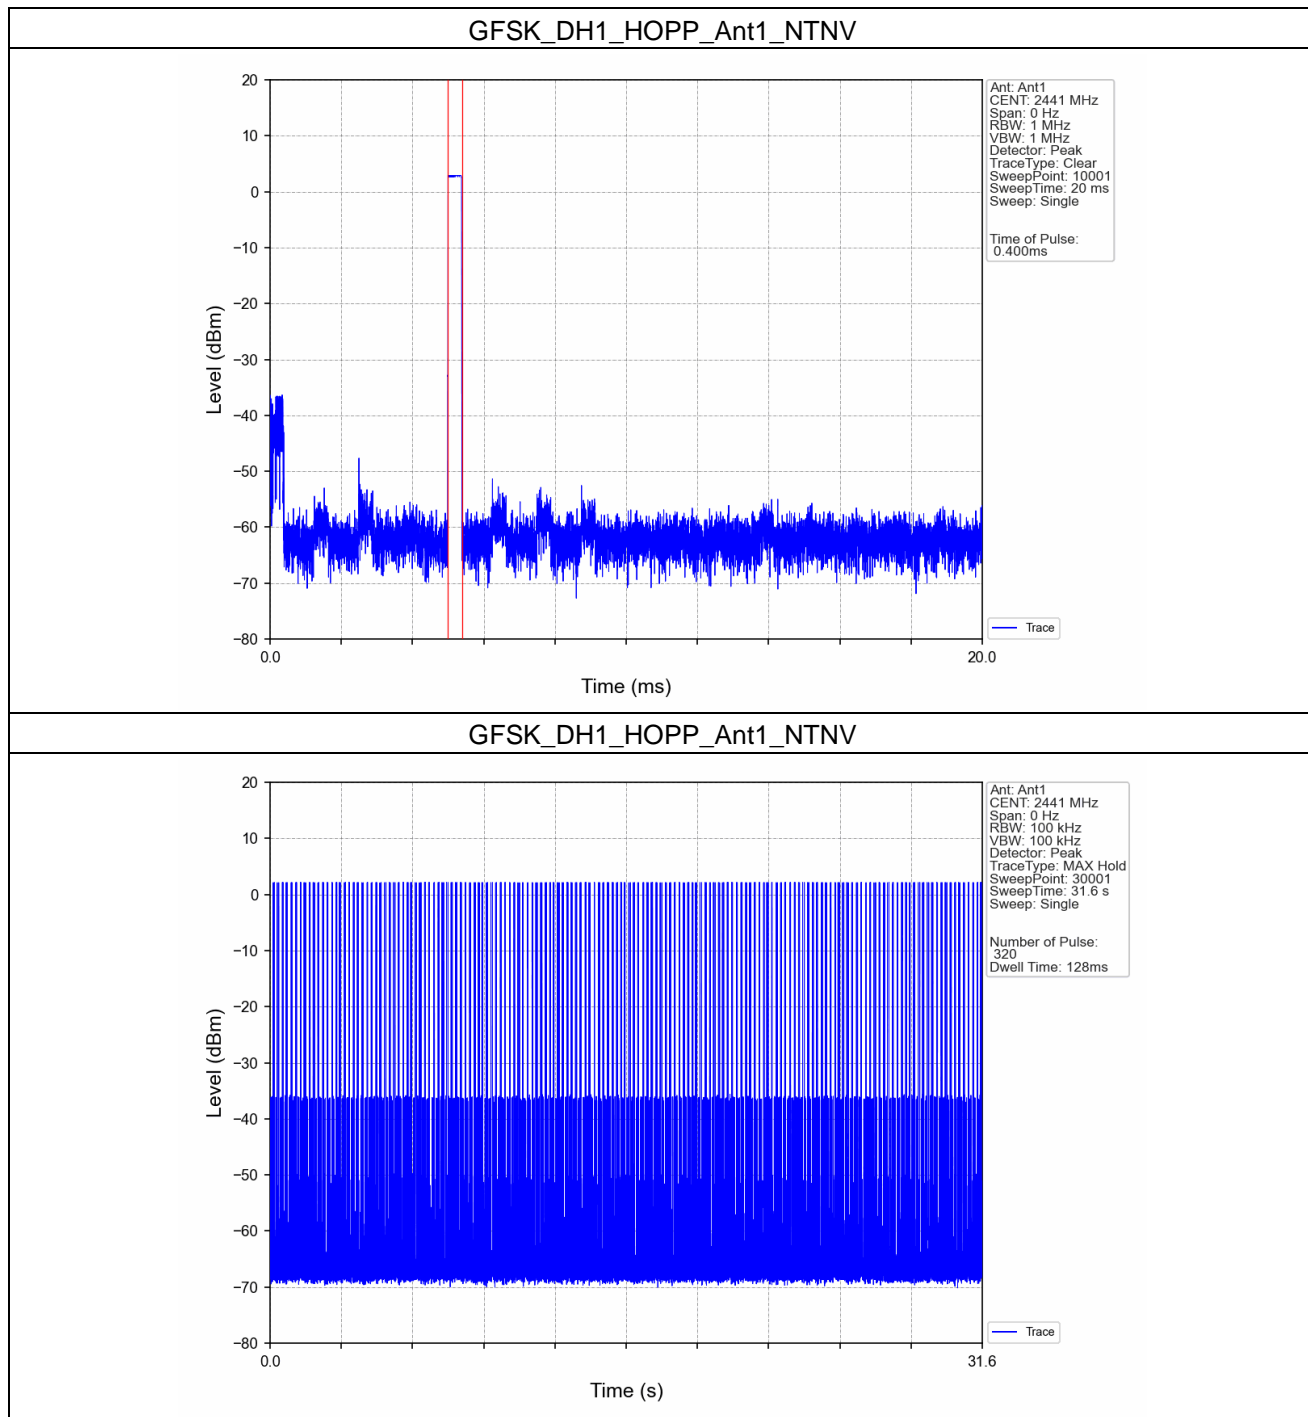 GFSK_DH1_HOPP_Ant1_NTNV
20
10
0
−10
−20
−30
−40
−50
−60
−70
−80
Level (dBm)
0.0
20.0
Time (ms)
Ant: Ant1
CENT: 2441 MHz
Span: 0 Hz
RBW: 1 MHz
VBW: 1 MHz
Detector: Peak
TraceType: Clear
SweepPoint: 10001
SweepTime: 20 ms
Sweep: Single
Time of Pulse:
0.400ms
Trace
GFSK_DH1_HOPP_Ant1_NTNV
20
10
0
−10
−20
−30
−40
−50
−60
−70
−80
Level (dBm)
0.0
31.6
Time (s)
Ant: Ant1
CENT: 2441 MHz
Span: 0 Hz
RBW: 100 kHz
VBW: 100 kHz
Detector: Peak
TraceType: MAX Hold
SweepPoint: 30001
SweepTime: 31.6 s
Sweep: Single
Number of Pulse:
320
Dwell Time: 128ms
Trace